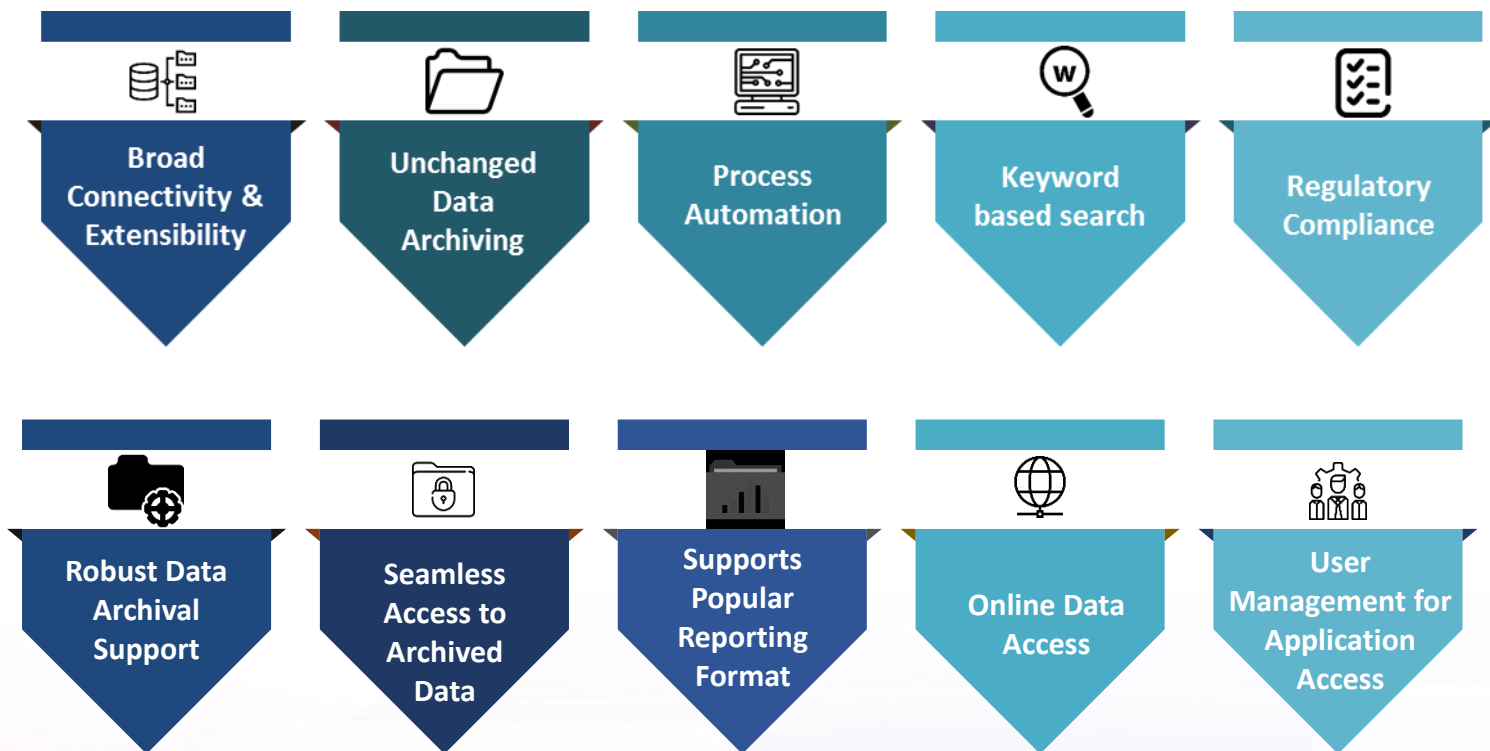 W
Broad
Connectivity &
Extensibility
Unchanged
Data
Archiving
Process
Automation
Keyword
based search
Regulatory
Compliance
Robust Data
Archival
Support
Seamless
Access to
Archived
Data
Supports
Popular
Reporting
Format
Online Data
Access
User
Management for
Application
Access